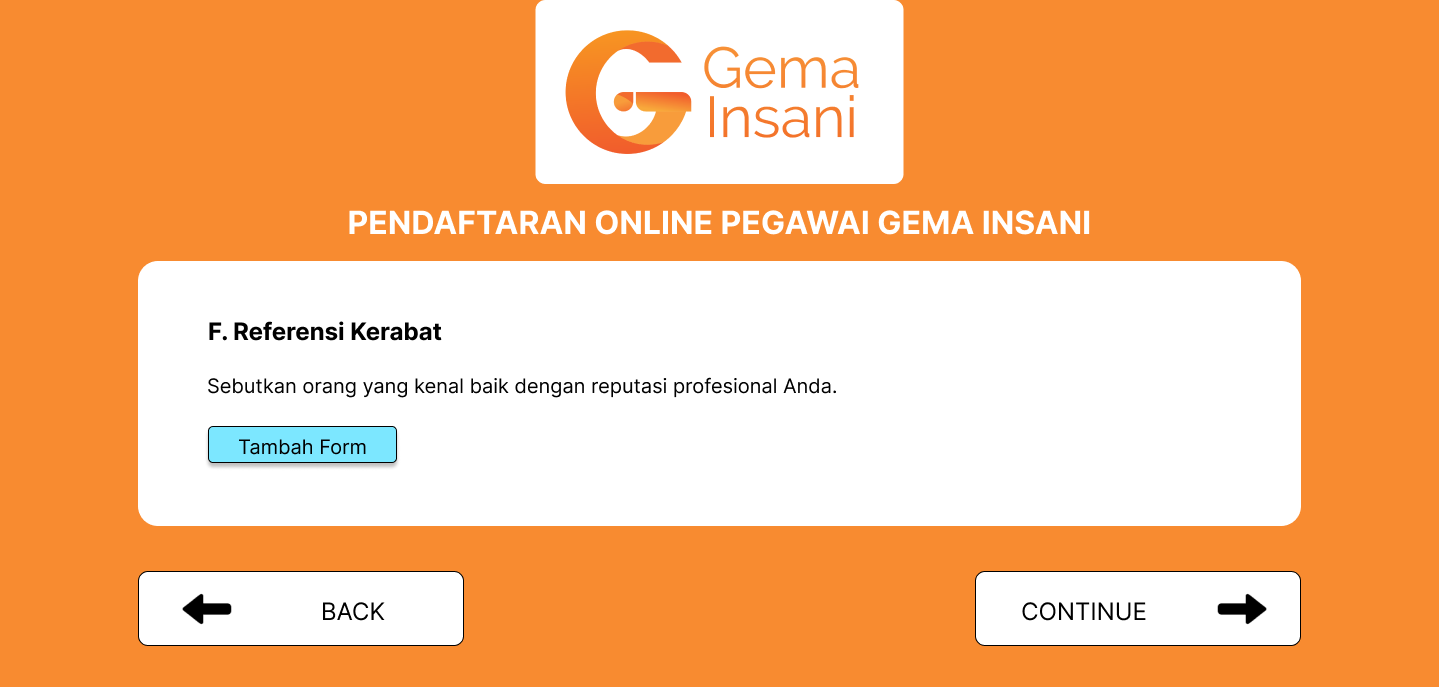 Gema
Insani
PENDAFTARAN ONLINE PEGAWAI GEMA INSANI
F. Referensi Kerabat
Sebutkan orang yang kenal baik dengan reputasi profesional Anda.
Tambah Form
BACK
CONTINUE